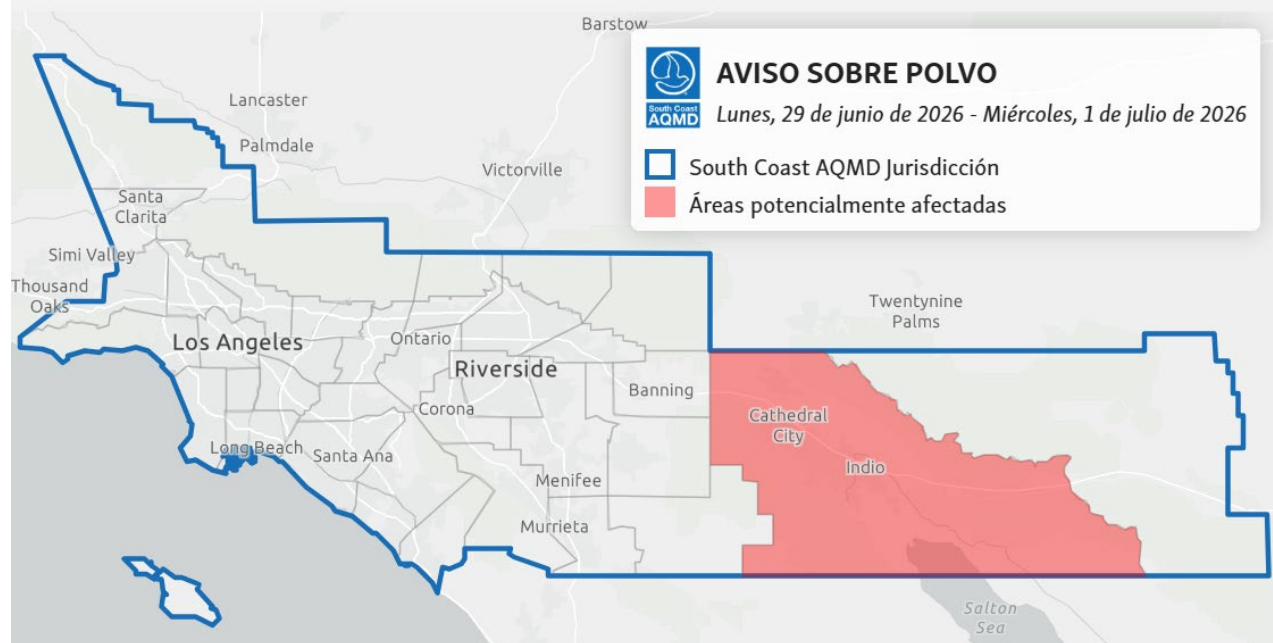 Barstow
AVISO SOBRE POLVO
South Coast
AQMD
Lunes, 29 de junio de 2026 - Miércoles, 1 de julio de 2026
South Coast AQMD Jurisdicción
Áreas potencialmente afectadas
Lancaster
Palmdale
Victorville
Santa
Clarita
Simi Valley
Thousand
Oaks
Twentynine
Palms
Los Angeles
Ontario
Riverside
Banning
Corona
Cathedral
City
Long Beach
Santa Ana
Indio
Menifee
Murrieta
Salton
Sea